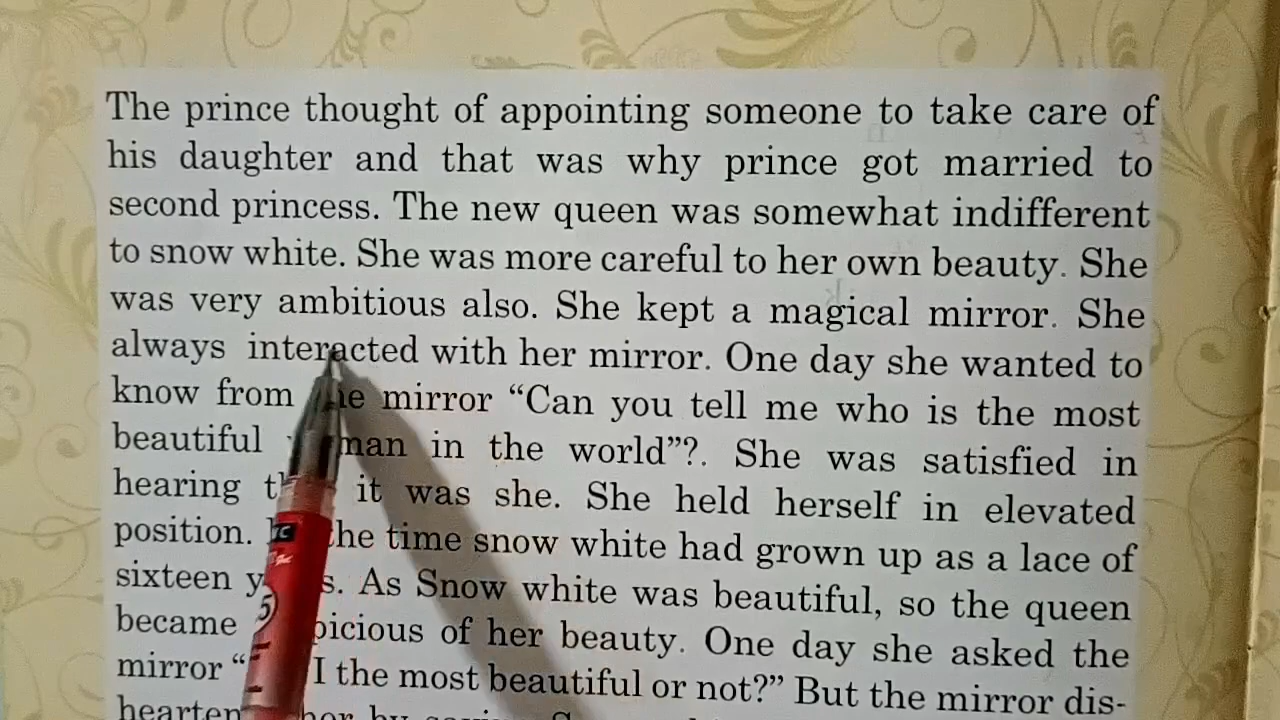 The prince thought of appointing someone to take care of
his daughter and that was why prince got married to
second princess. The new queen was somewhat indifferent
to snow white. She was more careful to her own beauty. She
was very ambitious also. She kept a magical mirror. She
always interacted with her mirror. One day she wanted to
know from mirror “Can you tell me who is the most
beautiful in the world”?. She was satisfied in
hearing it was she. She held herself in elevated
position. the time snow white had grown up as a lace of
sixteen As Snow white was beautiful, so the queen
became of her beauty. One day she asked the
mirror “ I the most beautiful or not?” But the mirror dis-
her by